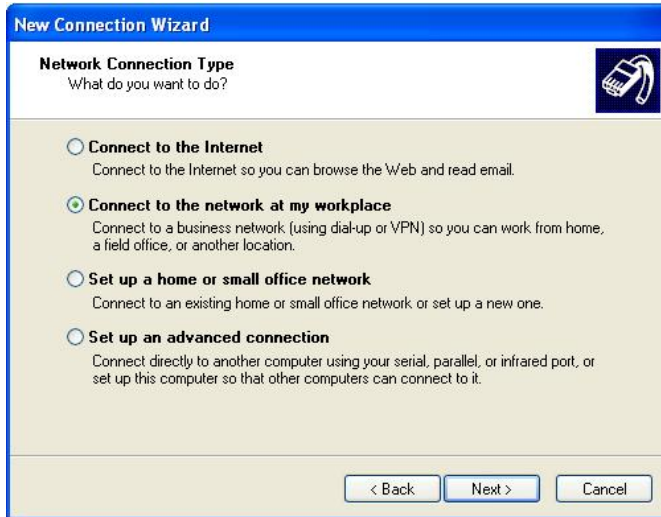 New Connection Wizard
Network Connection Type
What do you want to do?
Connect to the Internet
Connect to the Internet so you can browse the Web and read email.
Connect to the network at my workplace
Connect to a business network (using dial-up or VPN) so you can work from home,
a field office, or another location.
Set up a home or small office network
Connect to an existing home or small office network or set up a new one.
Set up an advanced connection
Connect directly to another computer using your serial, parallel, or infrared port, or
set up this computer so that other computers can connect to it.
< Back Next > Cancel